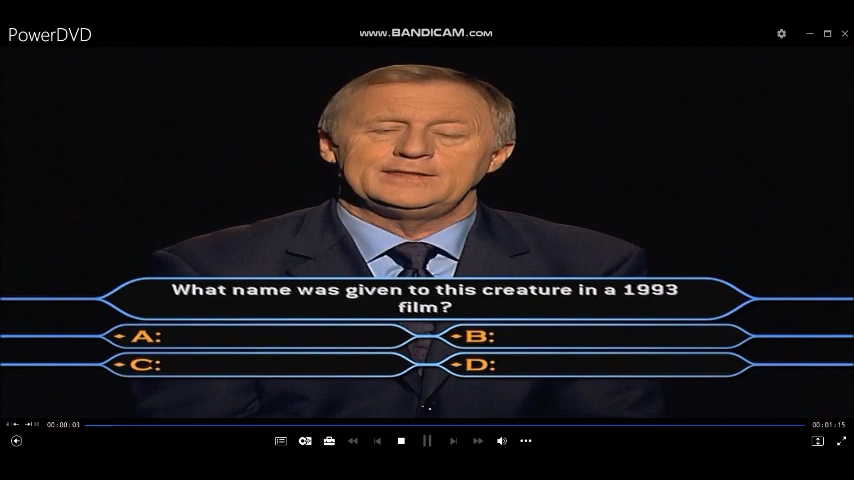 PowerDVD
www.BANDICAM.com
What name was given to this creature in a 1993
film?
A:
B:
C:
D:
00:00:03
00:01:15